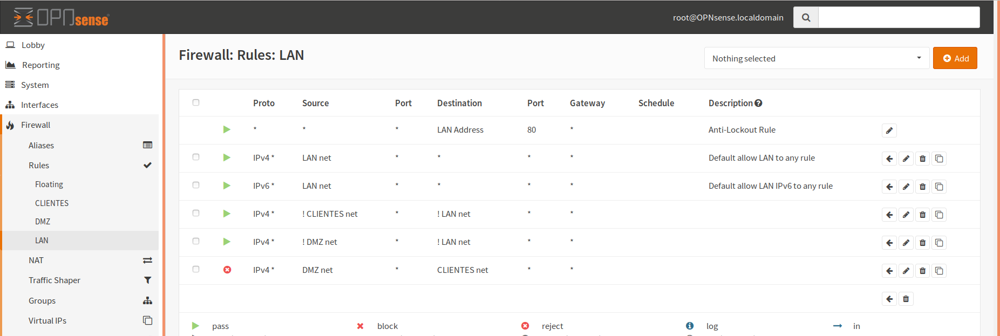 OPNsense
root@OPNsense.localdomain
Lobby
Reporting
System
Interfaces
Firewall
Aliases
Rules
Floating
CLIENTES
DMZ
LAN
NAT
Traffic Shaper
Groups
Virtual IPs
Firewall: Rules: LAN
Nothing selected
Add
Proto Source Port Destination Port Gateway Schedule Description
* * * LAN Address 80 * Anti-Lockout Rule
IPv4 * LAN net * * * * Default allow LAN to any rule
IPv6 * LAN net * * * * Default allow LAN IPv6 to any rule
IPv4 * ! CLIENTES net * ! LAN net * *
IPv4 * ! DMZ net * ! LAN net * *
IPv4 * DMZ net * CLIENTES net * *
pass block reject log in